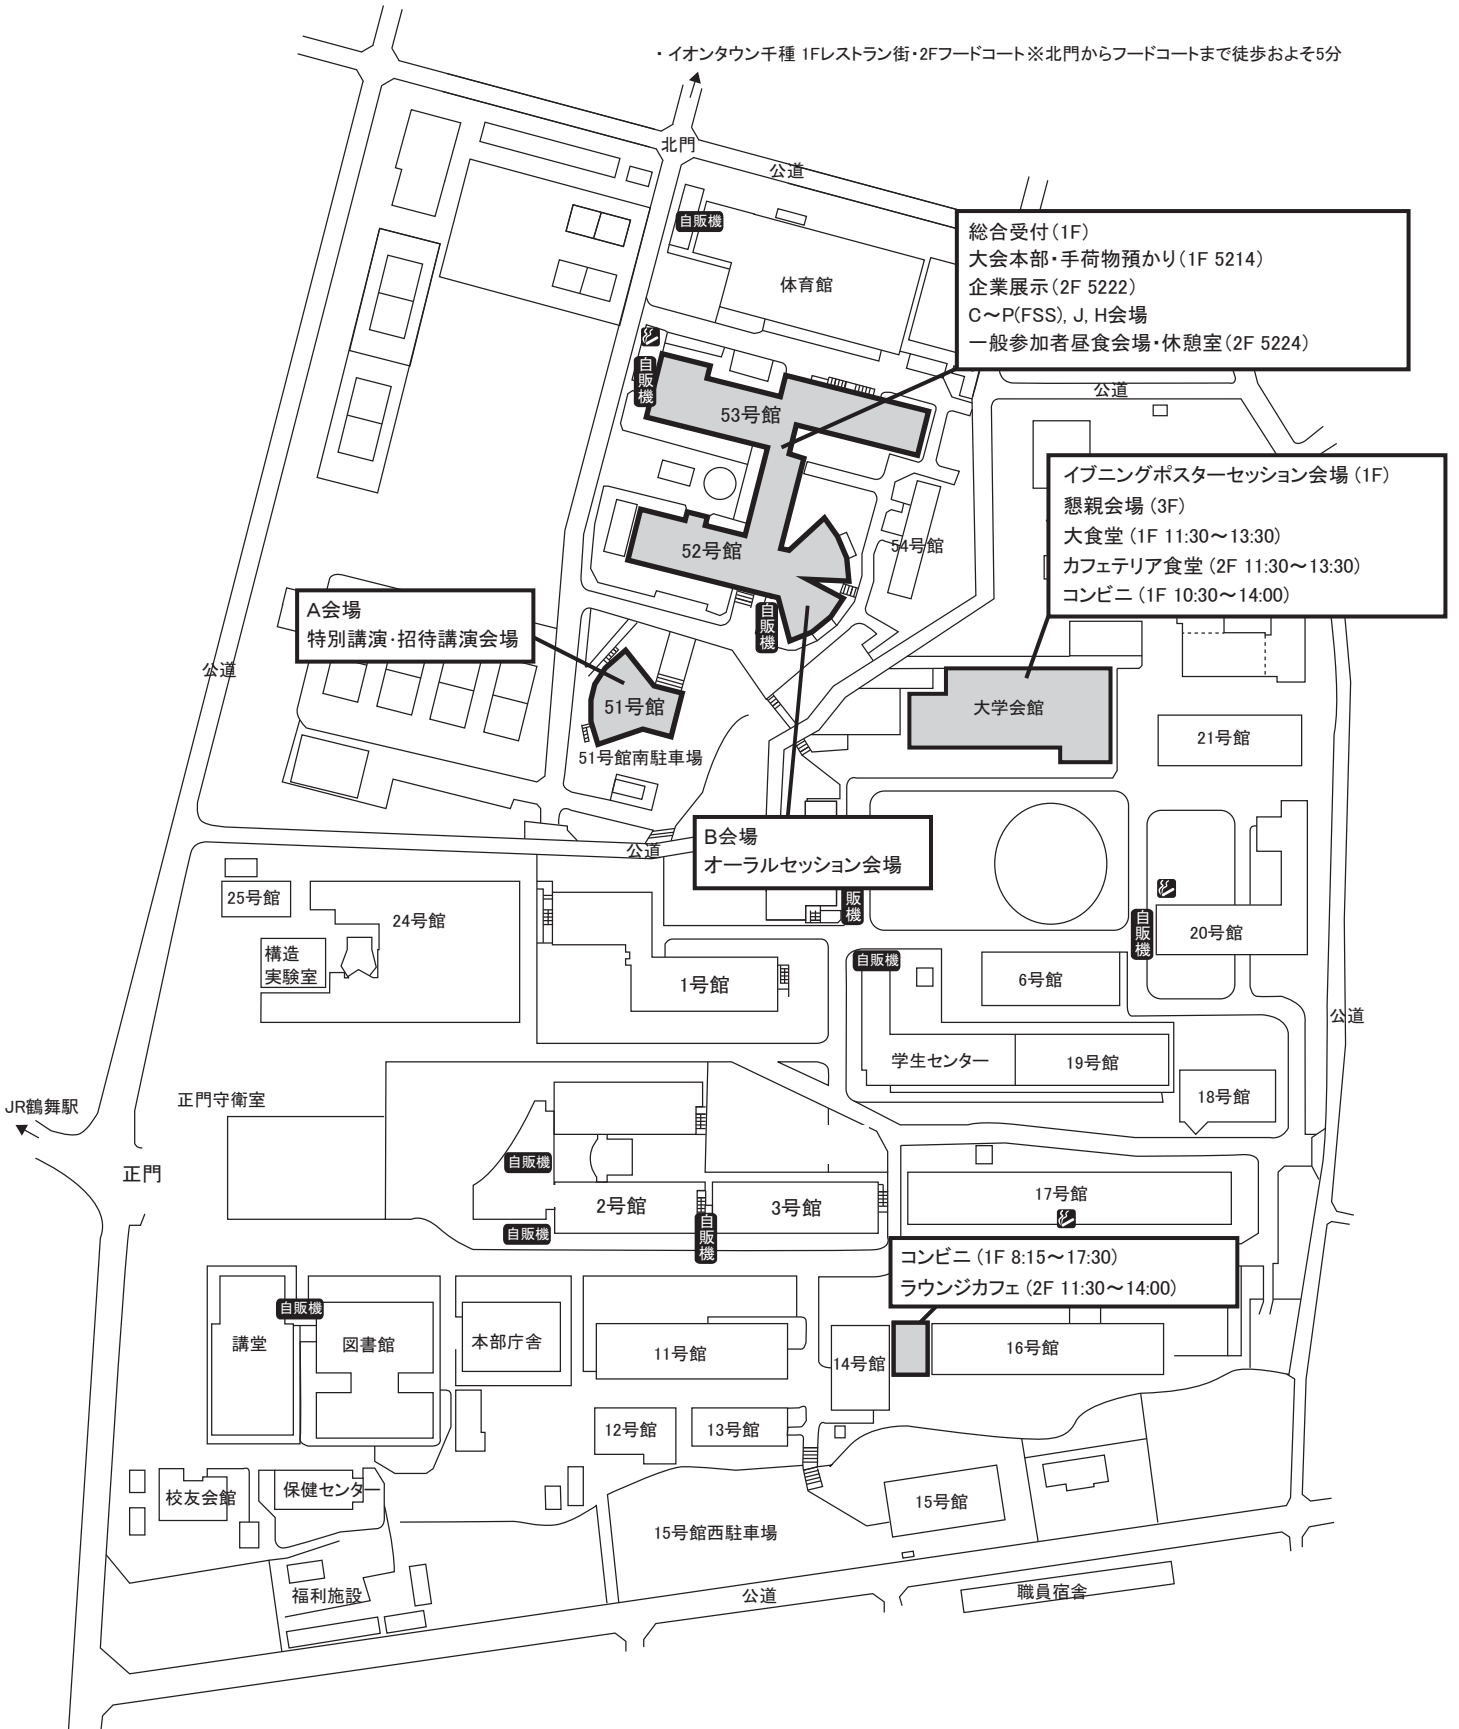 ・ イオンタウン千種 1Fレストラン街・2Fフードコート※北門からフードコートまで徒歩およそ5分
北門
公道
自販機
体育館
総合受付(1F)
大会本部・手荷物預かり(1F 5214)
企業展示(2F 5222)
C～P(FSS), J, H会場
一般参加者昼食会場・休憩室(2F 5224)
自販機
53号館
公道
イブニングポスターセッション会場 (1F)
懇親会場 (3F)
大食堂 (1F 11:30～13:30)
カフェテリア食堂 (2F 11:30～13:30)
コンビニ (1F 10:30～14:00)
52号館
54号館
A会場
特別講演・招待講演会場
自販機
公道
51号館
大学会館
51号館南駐車場
21号館
B会場
オーラルセッション会場
公道
25号館
24号館
販機
自販機
20号館
構造
実験室
1号館
自販機
6号館
公道
学生センター
19号館
18号館
JR鶴舞駅
正門守衛室
正門
自販機
2号館
3号館
17号館
自販機
自販機
コンビニ (1F 8:15～17:30)
ラウンジカフェ (2F 11:30～14:00)
自販機
講堂
図書館
本部庁舎
11号館
14号館
16号館
12号館
13号館
校友会館
保健センター
15号館
15号館西駐車場
福利施設
公道
職員宿舎